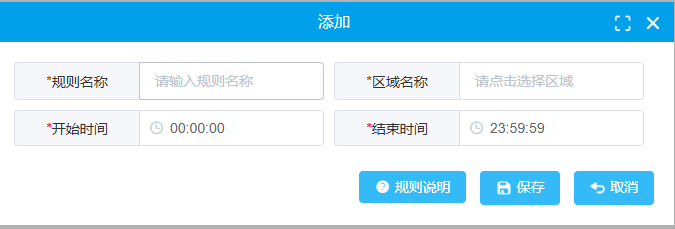 添加
*规则名称 请输入规则名称 *区域名称 请点击选择区域
*开始时间 00:00:00 *结束时间 23:59:59
规则说明 保存 取消